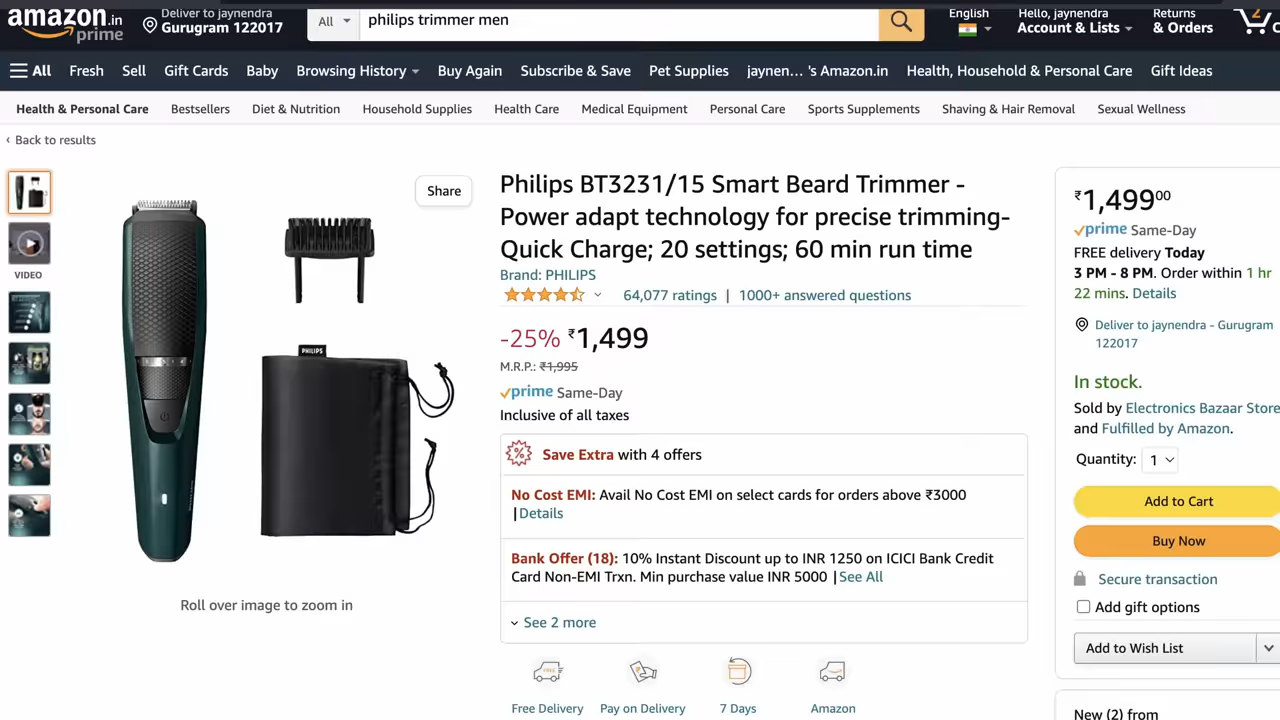 amazon.in
prime
Deliver to jaynendra
Gurugram 122017
All
philips trimmer men
English
Hello, jaynendra
Account & Lists
Returns
& Orders
2
All
Fresh
Sell
Gift Cards
Baby
Browsing History
Buy Again
Subscribe & Save
Pet Supplies
jaynen... 's Amazon.in
Health, Household & Personal Care
Gift Ideas
Health & Personal Care
Bestsellers
Diet & Nutrition
Household Supplies
Health Care
Medical Equipment
Personal Care
Sports Supplements
Shaving & Hair Removal
Sexual Wellness
‹ Back to results
VIDEO
Share
PHILIPS
Roll over image to zoom in
Philips BT3231/15 Smart Beard Trimmer -
Power adapt technology for precise trimming-
Quick Charge; 20 settings; 60 min run time
Brand: PHILIPS
64,077 ratings | 1000+ answered questions
-25% ₹1,499
M.R.P.: ₹1,995
prime Same-Day
Inclusive of all taxes
Save Extra with 4 offers
No Cost EMI: Avail No Cost EMI on select cards for orders above ₹3000
|Details
Bank Offer (18): 10% Instant Discount up to INR 1250 on ICICI Bank Credit
Card Non-EMI Trxn. Min purchase value INR 5000 |See All
See 2 more
FREE
Free Delivery
Pay on Delivery
7 Days
Amazon
₹1,49900
prime Same-Day
FREE delivery Today
3 PM - 8 PM. Order within 1 hr
22 mins. Details
Deliver to jaynendra - Gurugram
122017
In stock.
Sold by Electronics Bazaar Store
and Fulfilled by Amazon.
Quantity: 1
Add to Cart
Buy Now
Secure transaction
Add gift options
Add to Wish List
New (2) from